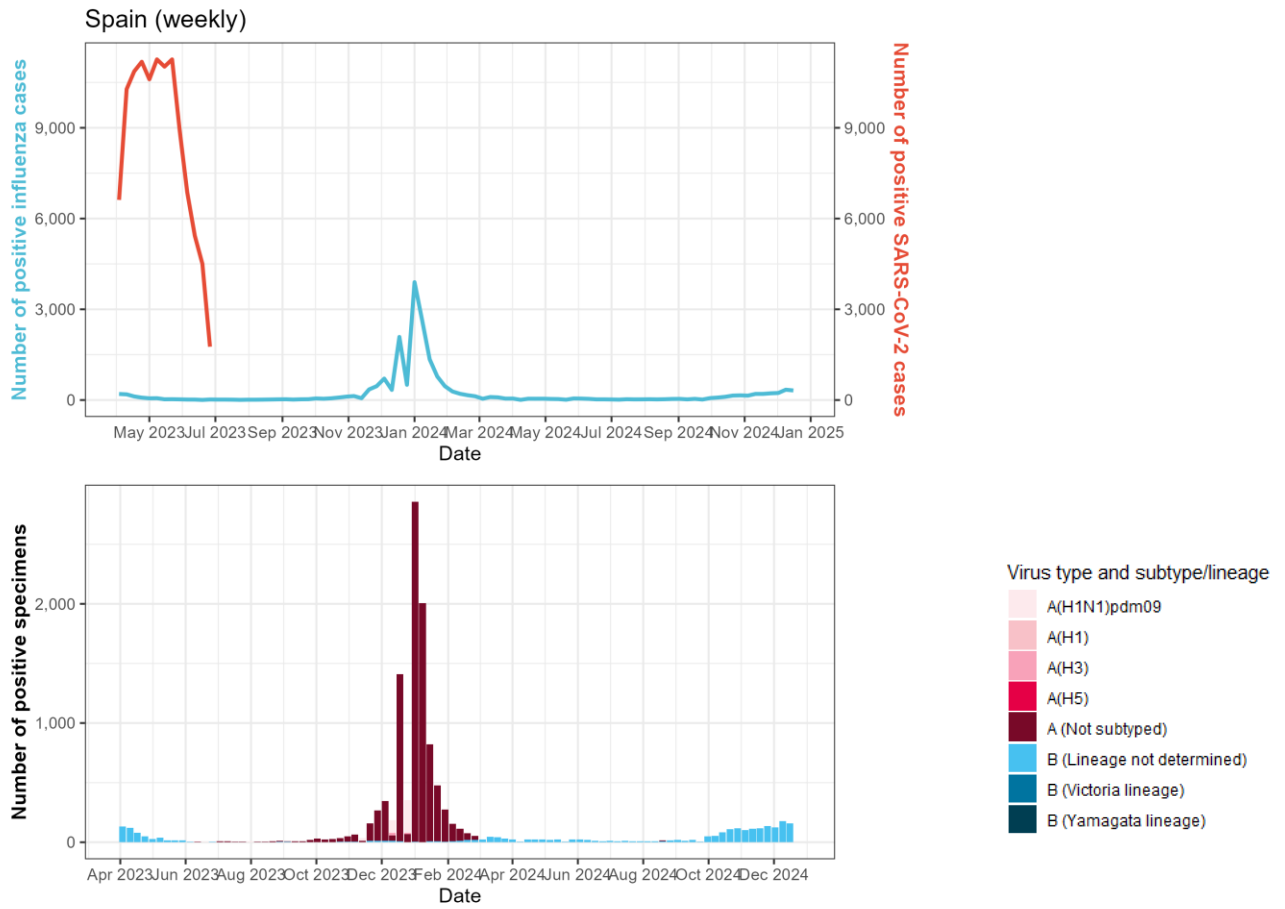 Spain (weekly)
Number of positive influenza cases
Number of positive SARS-CoV-2 cases
9,000
9,000
6,000
6,000
3,000
3,000
0
0
May 2023 Jul 2023 Sep 2023 Nov 2023 Jan 2024 Mar 2024 May 2024 Jul 2024 Sep 2024 Nov 2024 Jan 2025
Date
Number of positive specimens
2,000
1,000
0
Apr 2023 Jun 2023 Aug 2023 Oct 2023 Dec 2023 Feb 2024 Apr 2024 Jun 2024 Aug 2024 Oct 2024 Dec 2024
Date
Virus type and subtype/lineage
A(H1N1)pdm09
A(H1)
A(H3)
A(H5)
A (Not subtyped)
B (Lineage not determined)
B (Victoria lineage)
B (Yamagata lineage)